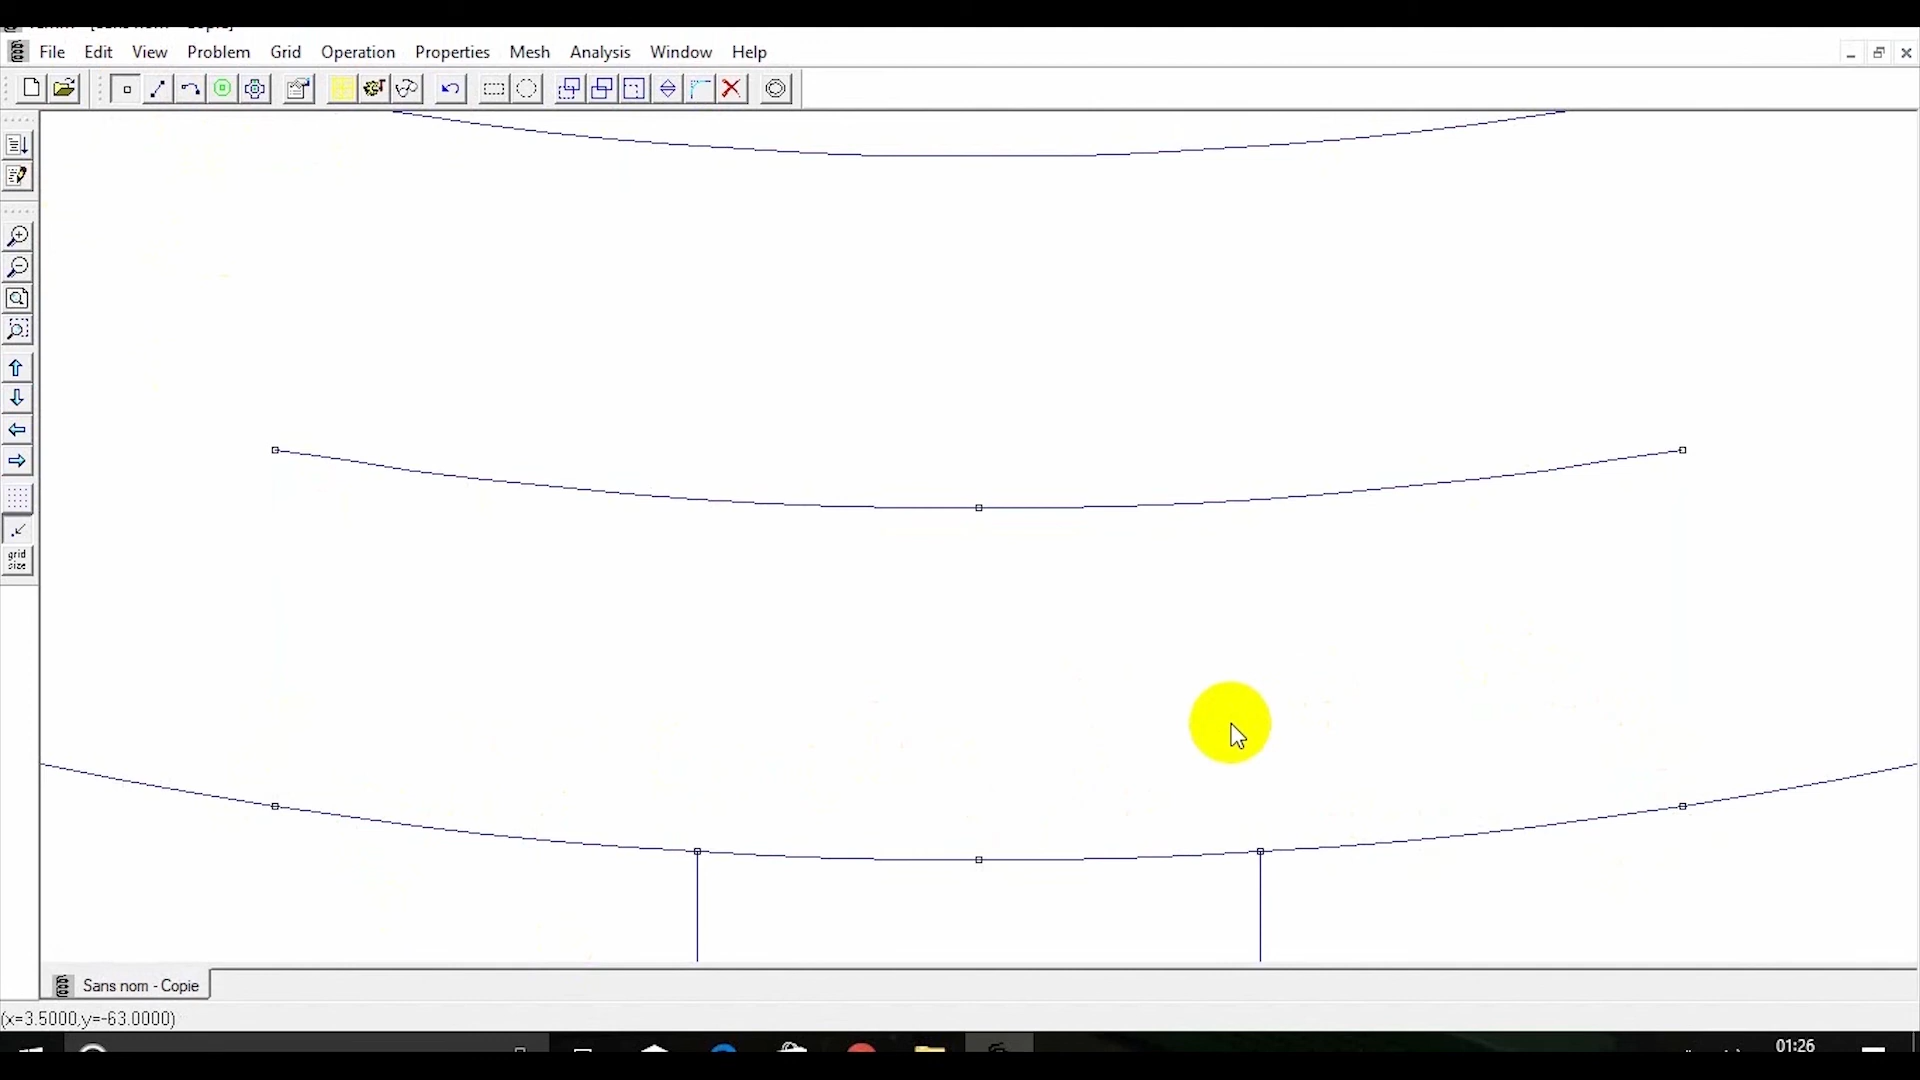 File Edit View Problem Grid Operation Properties Mesh Analysis Window Help
grid
size
Sans nom - Copie
(x=3.5000,y=-63.0000)
01:26